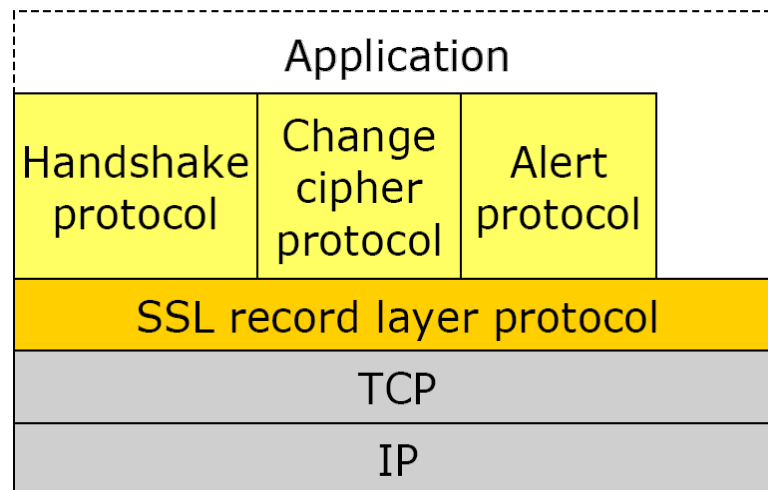 Application
Handshake
protocol
Change
cipher
protocol
Alert
protocol
SSL record layer protocol
TCP
IP